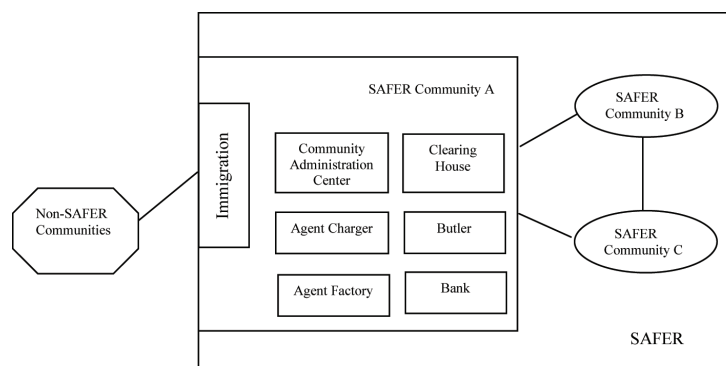 SAFER Community A
Immigration
Community
Administration
Center
Clearing
House
Agent Charger
Butler
Agent Factory
Bank
Non-SAFER
Communities
SAFER
Community B
SAFER
Community C
SAFER